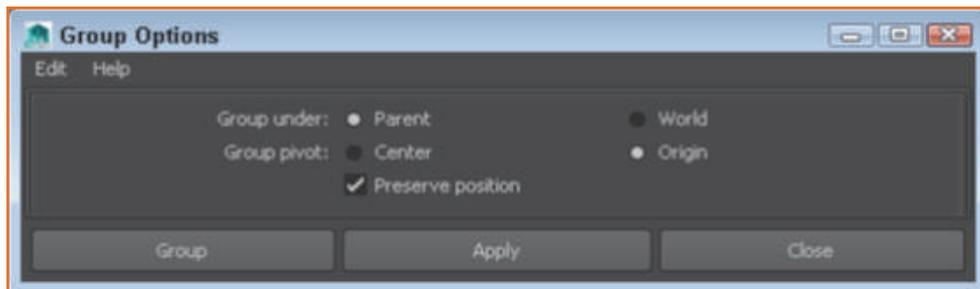 Group Options
Edit Help
Group under: Parent World
Group pivot: Center Origin
Preserve position
Group Apply Close